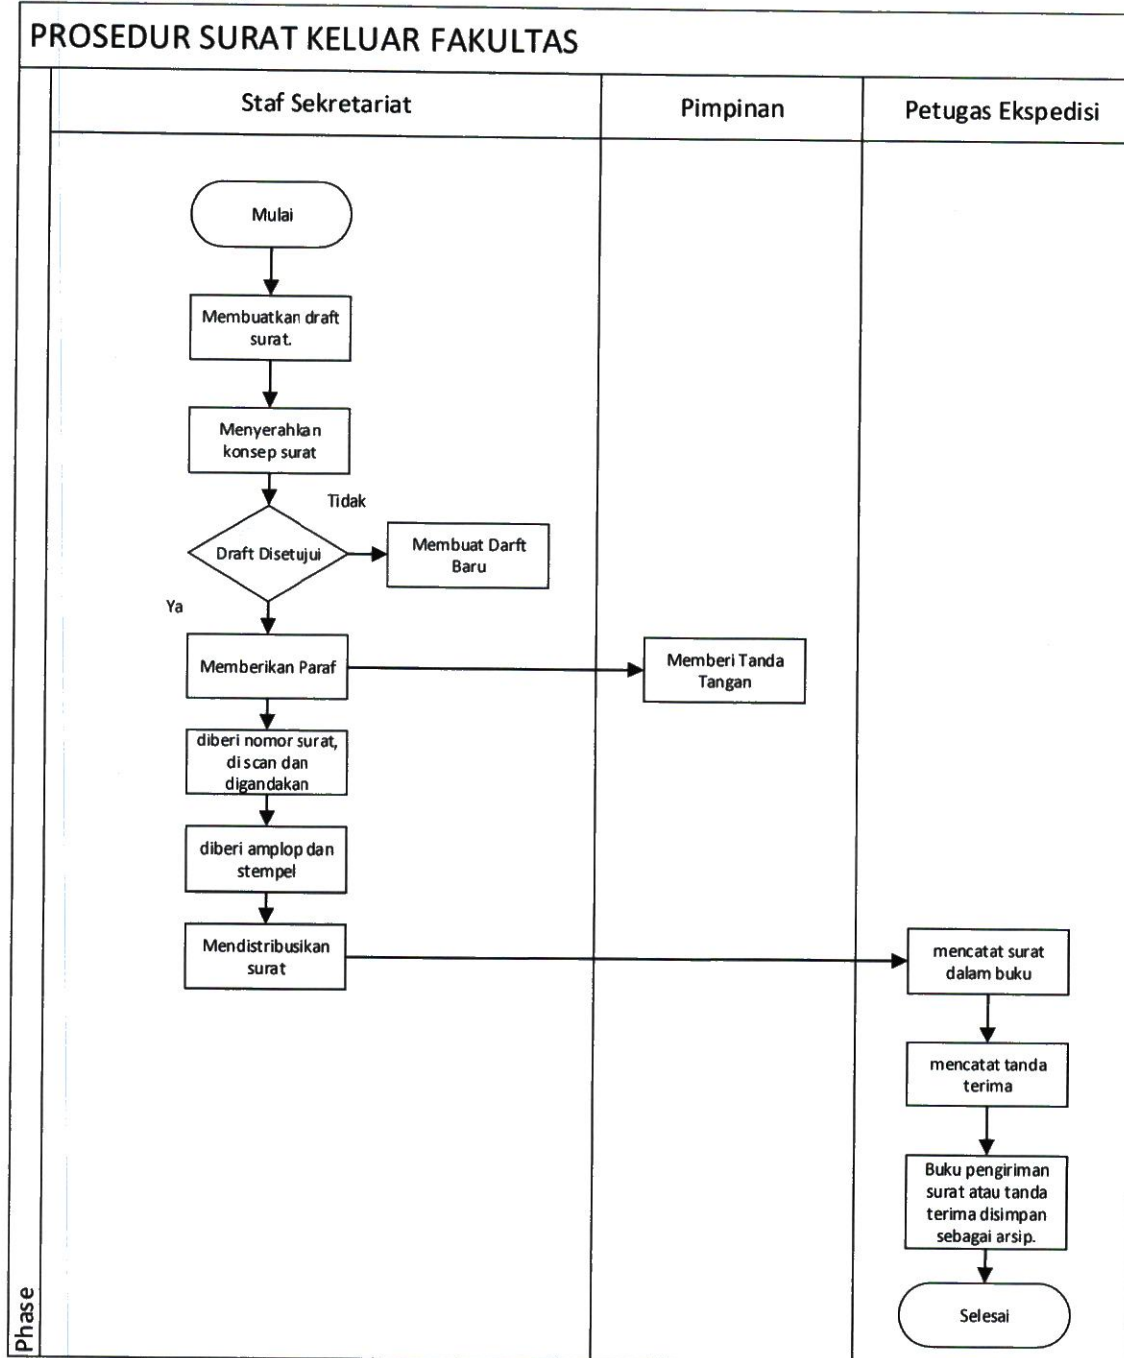 PROSEDUR SURAT KELUAR FAKULTAS
Staf Sekretariat
Pimpinan
Petugas Ekspedisi
Mulai
Membuatkan draft
surat.
Menyerahkan
konsep surat
Tidak
Draft Disetujui
Membuat Darft
Baru
Ya
Memberikan Paraf
Memberi Tanda
Tangan
diberi nomor surat,
di scan dan
digandakan
diberi amplop dan
stempel
Mendistribusikan
surat
mencatat surat
dalam buku
mencatat tanda
terima
Buku pengiriman
surat atau tanda
terima disimpan
sebagai arsip.
Selesai
Phase